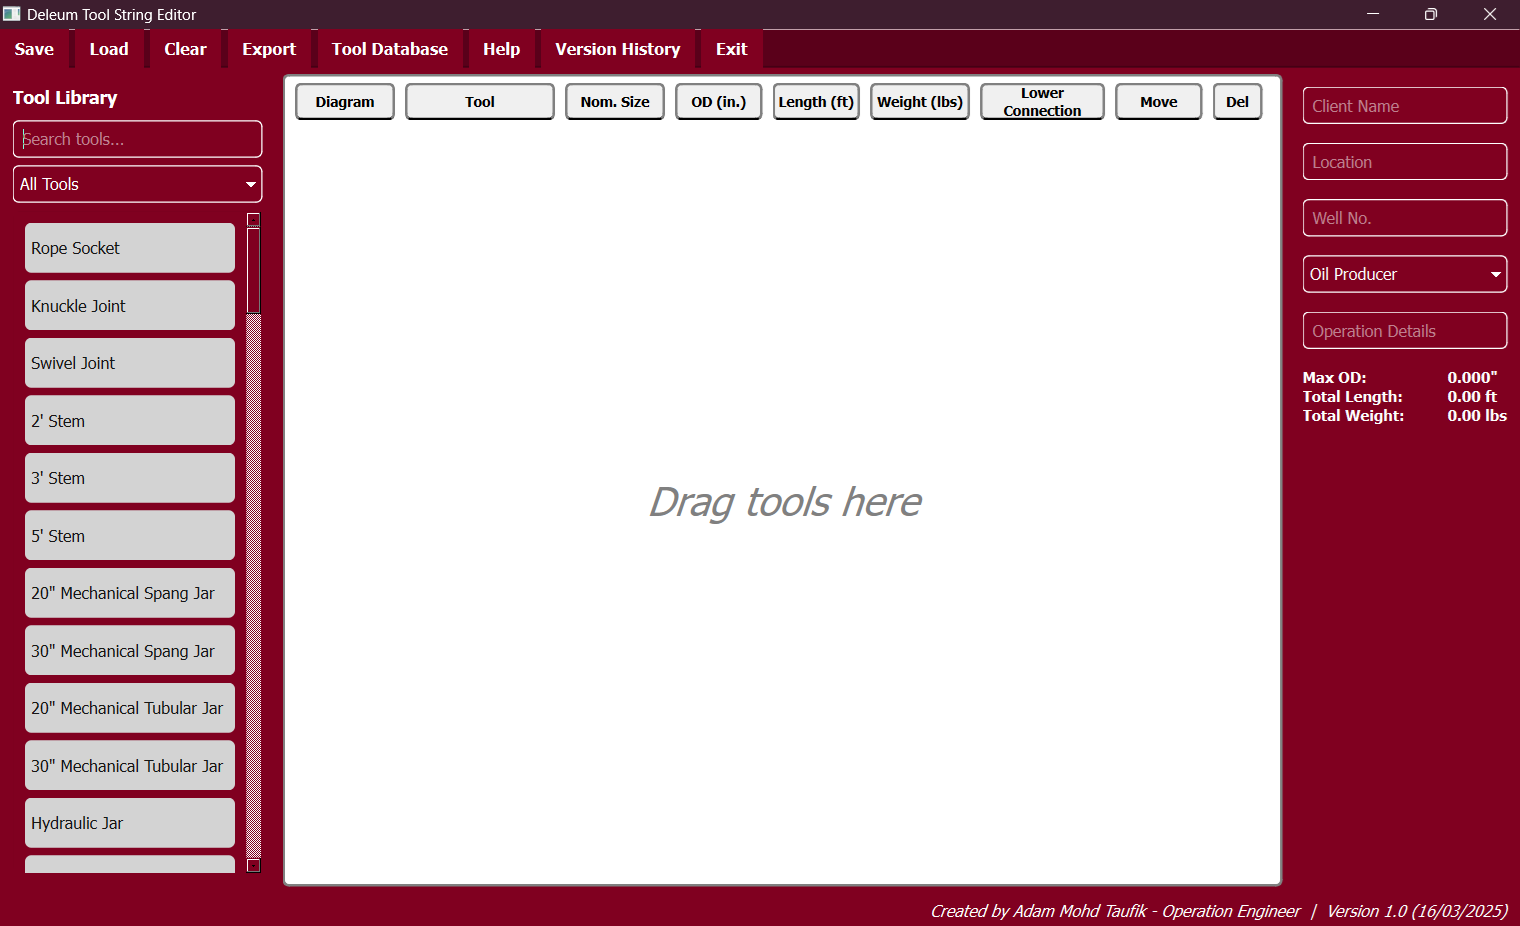 Deleum Tool String Editor
Save Load Clear Export Tool Database Help Version History Exit
Tool Library
Search tools...
All Tools
Rope Socket
Knuckle Joint
Swivel Joint
2' Stem
3' Stem
5' Stem
20" Mechanical Spang Jar
30" Mechanical Spang Jar
20" Mechanical Tubular Jar
30" Mechanical Tubular Jar
Hydraulic Jar
Diagram Tool Nom. Size OD (in.) Length (ft) Weight (lbs) Lower Connection Move Del
Drag tools here
Client Name
Location
Well No.
Oil Producer
Operation Details
Max OD: 0.000"
Total Length: 0.00 ft
Total Weight: 0.00 lbs
Created by Adam Mohd Taufik - Operation Engineer | Version 1.0 (16/03/2025)